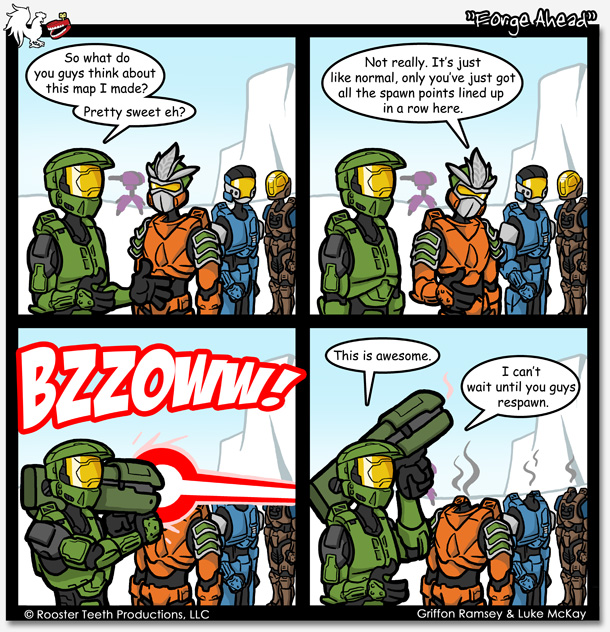 "Forge Ahead"
So what do
you guys think about
this map I made?
Pretty sweet eh?
Not really. It's just
like normal, only you've just got
all the spawn points lined up
in a row here.
BZZOWW!
This is awesome.
I can't
wait until you guys
respawn.
© Rooster Teeth Productions, LLC
Griffon Ramsey & Luke McKay